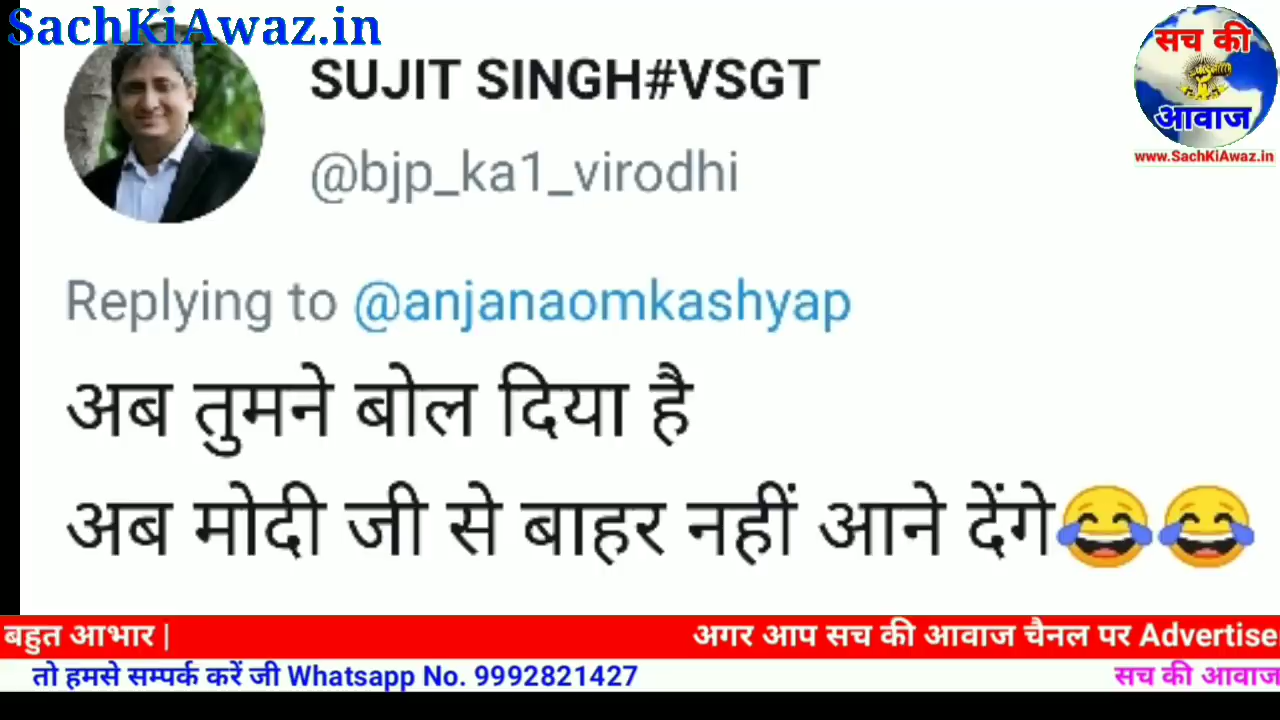 SachKiAwaz.in
सच की
आवाज
www.SachKiAwaz.in
SUJIT SINGH#VSGT
@bjp_ka1_virodhi
Replying to @anjanaomkashyap
अब तुमने बोल दिया है
अब मोदी जी से बाहर नहीं आने देंगे😂😂
बहुत आभार | अगर आप सच की आवाज चैनल पर Advertise
तो हमसे सम्पर्क करें जी Whatsapp No. 9992821427 सच की आवाज